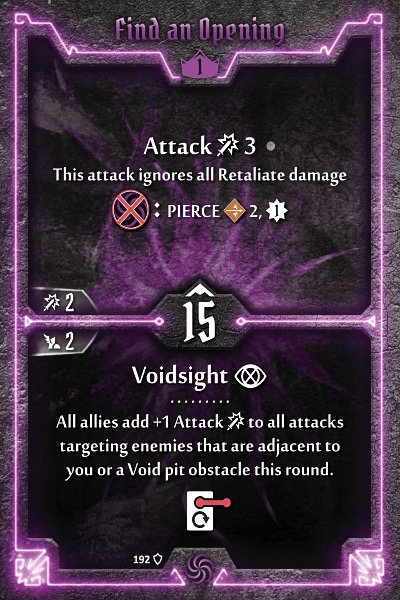 Find an Opening
1
Attack 3
This attack ignores all Retaliate damage
: PIERCE 2, 1
2
15
2
Voidsight
All allies add +1 Attack to all attacks
targeting enemies that are adjacent to
you or a Void pit obstacle this round.
192